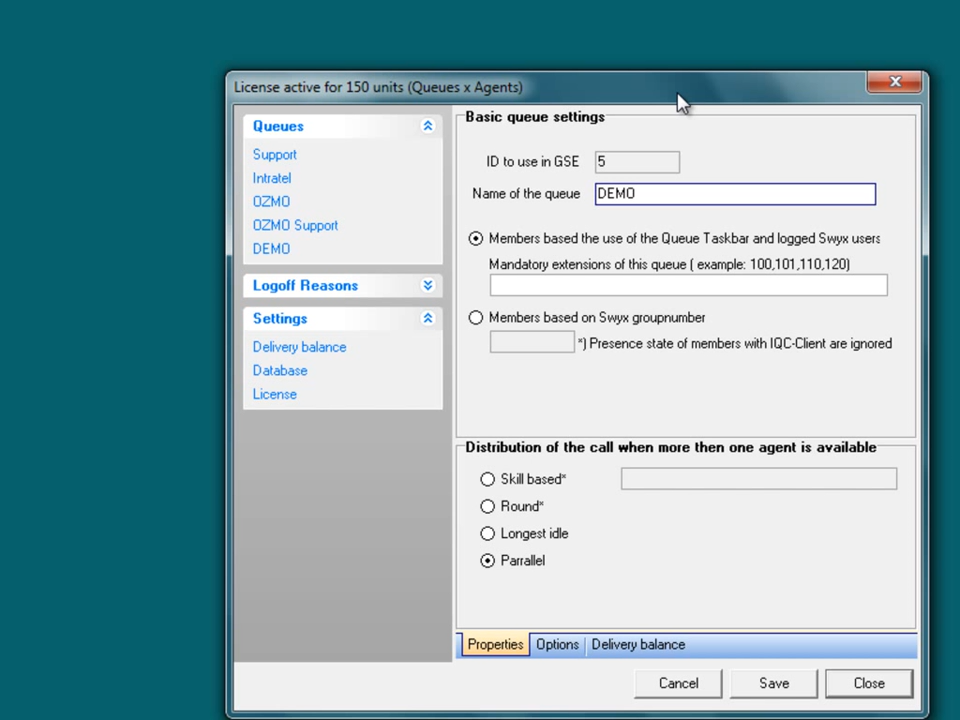 License active for 150 units (Queues x Agents)
Queues
Support
Intratel
OZMO
OZMO Support
DEMO
Logoff Reasons
Settings
Delivery balance
Database
License
Basic queue settings
ID to use in GSE 5
Name of the queue DEMO
Members based the use of the Queue Taskbar and logged Swyx users
Mandatory extensions of this queue ( example: 100,101,110,120)
Members based on Swyx groupnumber
*) Presence state of members with IQC-Client are ignored
Distribution of the call when more then one agent is available
Skill based*
Round*
Longest idle
Parrallel
Properties Options Delivery balance
Cancel Save Close